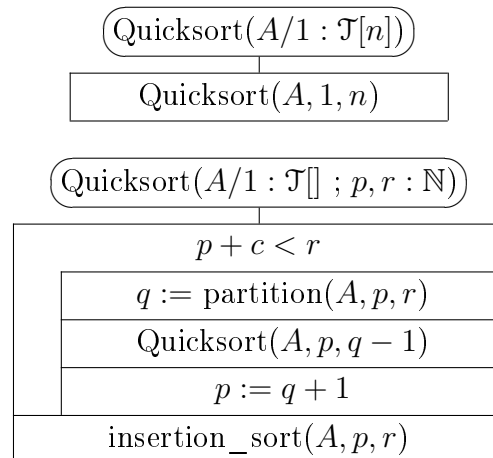 Quicksort(A/1 : 𝒯[n])
Quicksort(A, 1, n)
Quicksort(A/1 : 𝒯[] ; p, r : ℕ)
p + c < r
q := partition(A, p, r)
Quicksort(A, p, q − 1)
p := q + 1
insertion_sort(A, p, r)